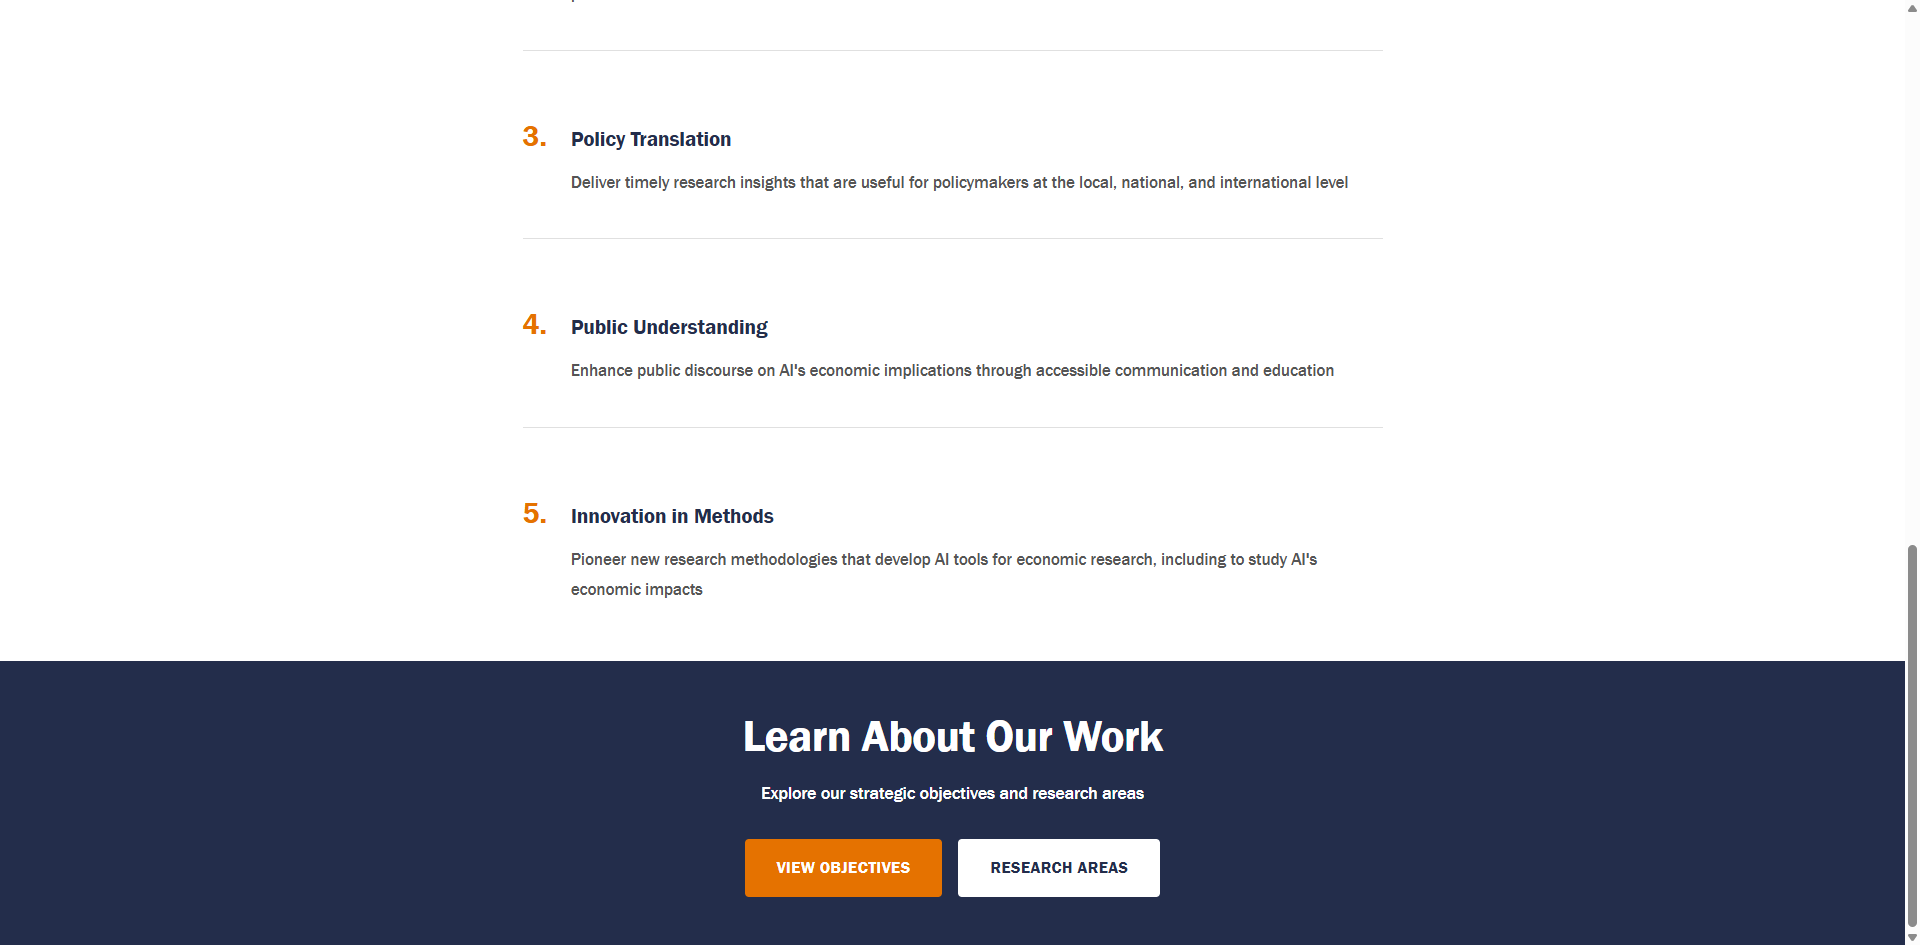 3. Policy Translation
Deliver timely research insights that are useful for policymakers at the local, national, and international level
4. Public Understanding
Enhance public discourse on AI's economic implications through accessible communication and education
5. Innovation in Methods
Pioneer new research methodologies that develop AI tools for economic research, including to study AI's
economic impacts
Learn About Our Work
Explore our strategic objectives and research areas
VIEW OBJECTIVES RESEARCH AREAS